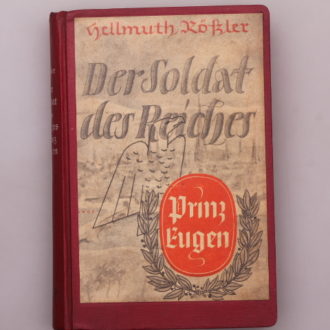 Hellmuth Rößler
Der Soldat
des Reiches
Prinz
Eugen